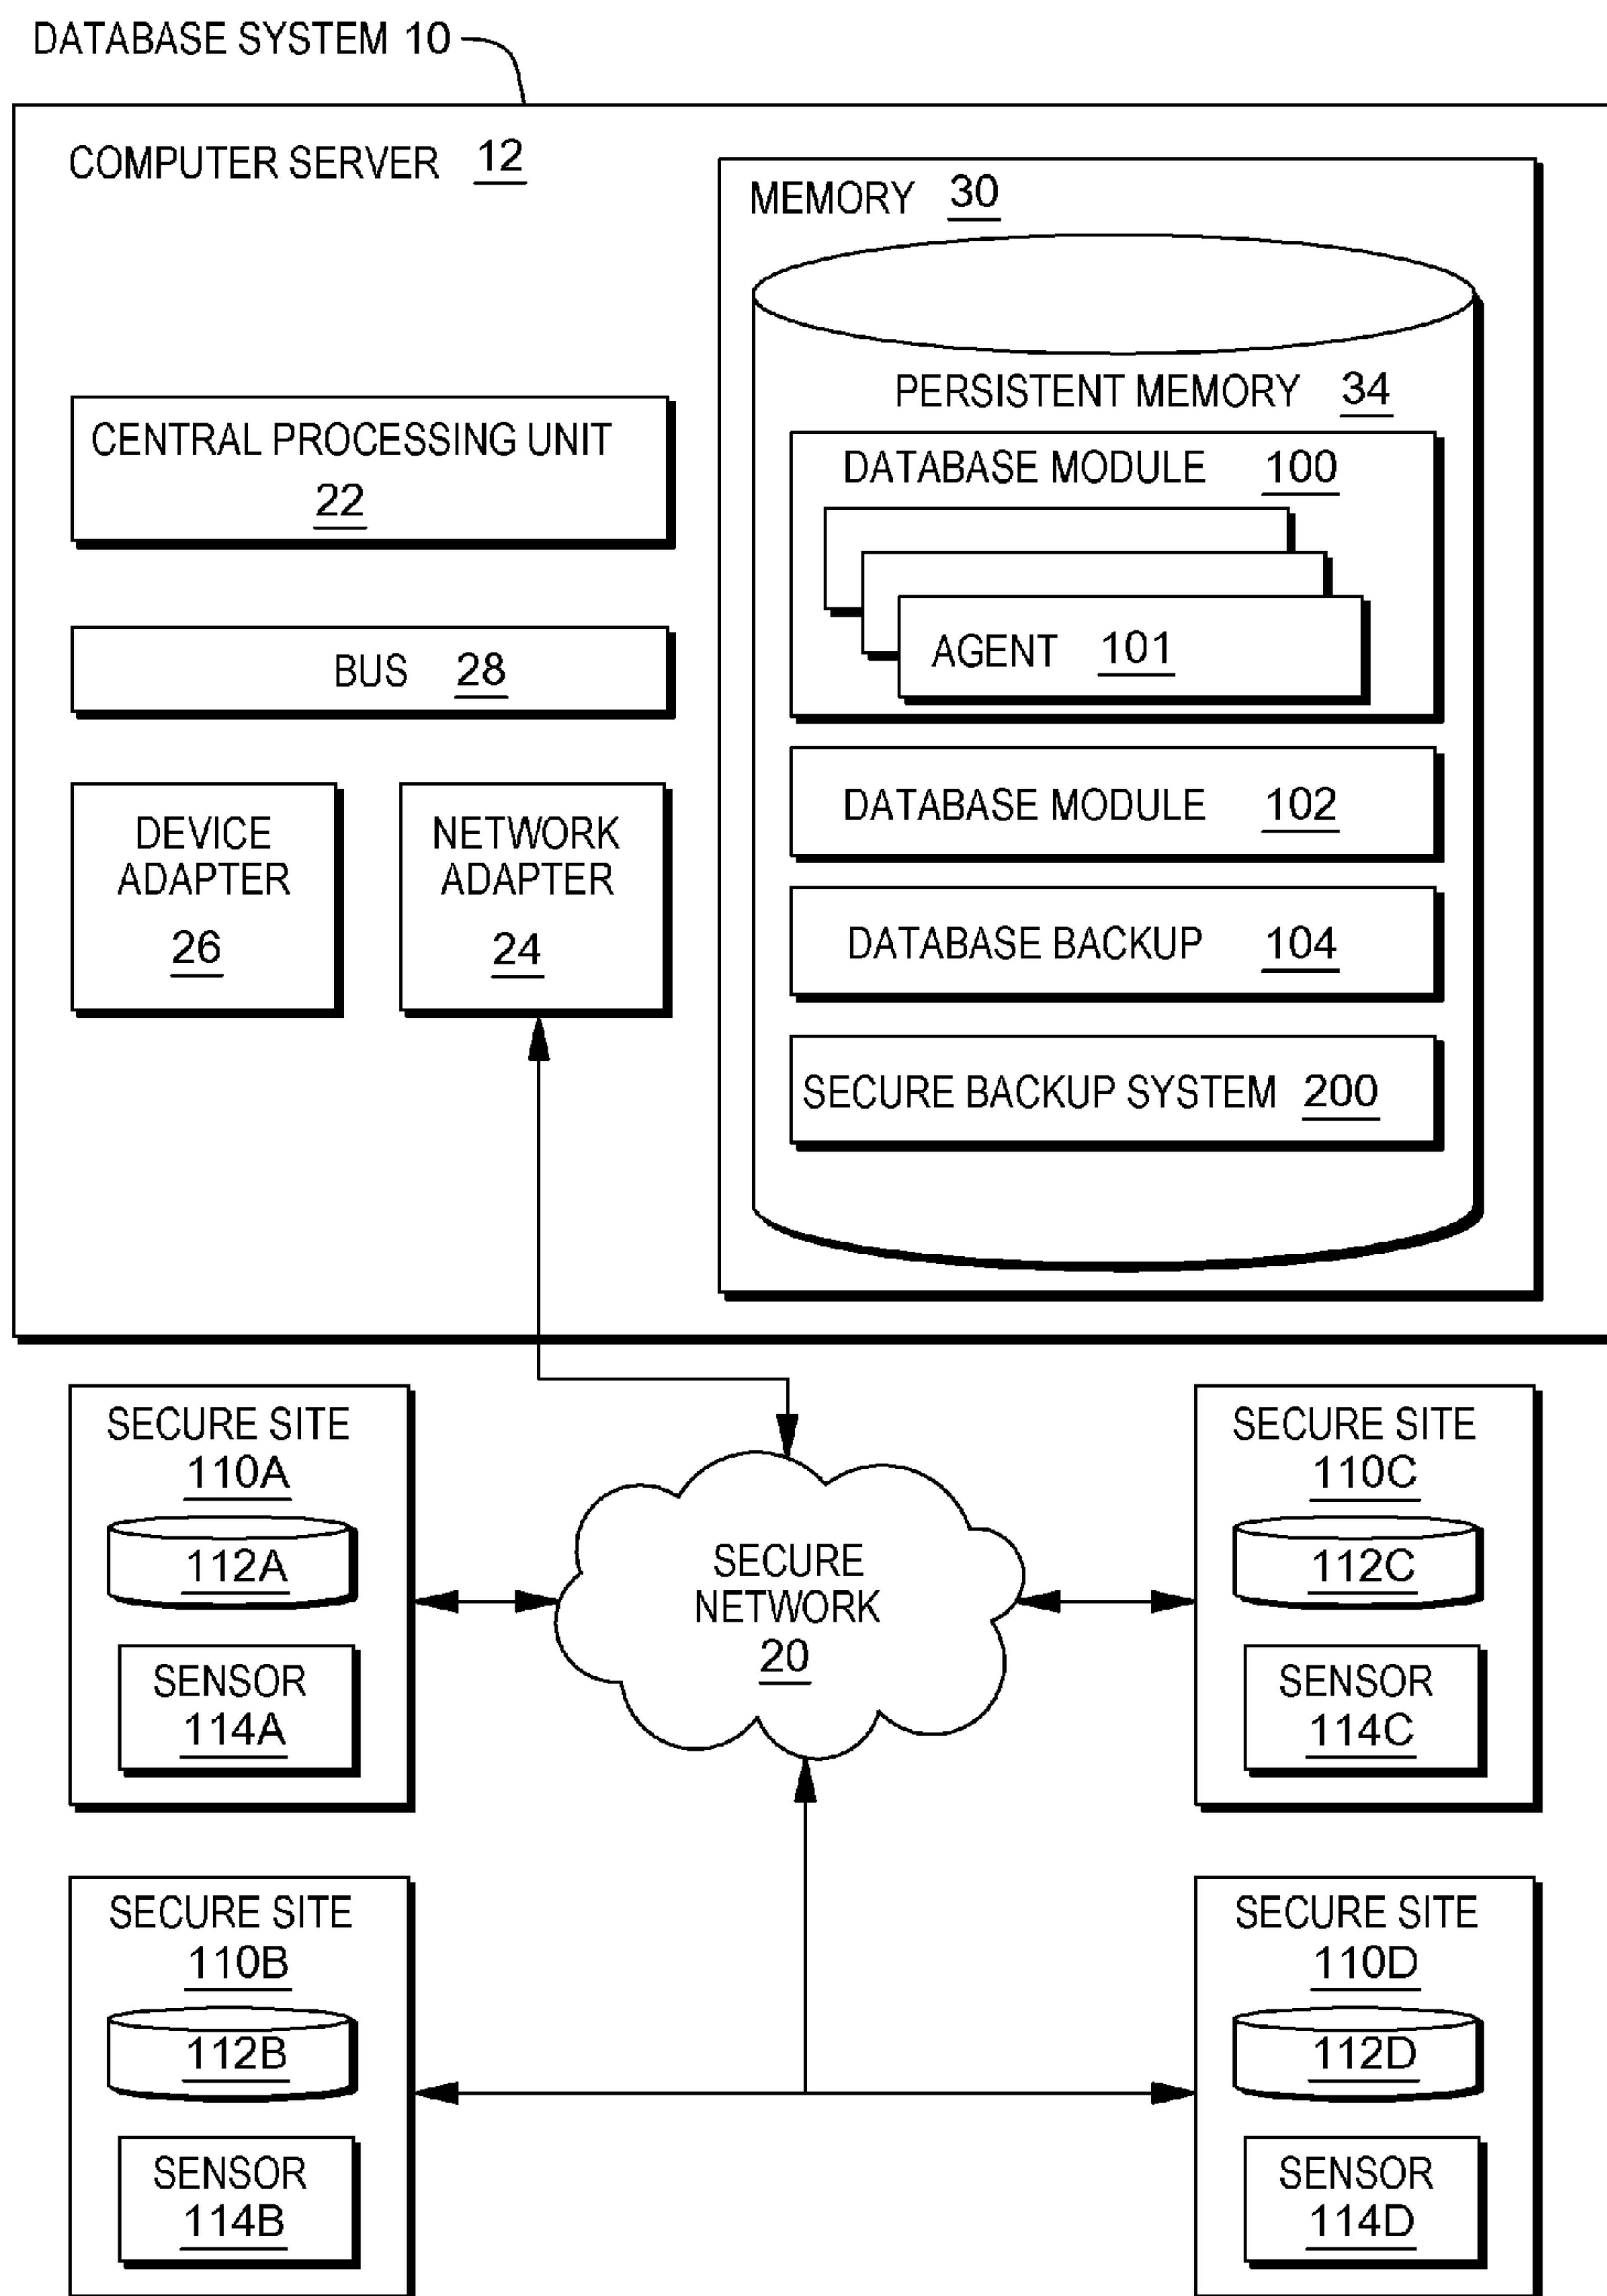 DATABASE SYSTEM 10
COMPUTER SERVER 12
MEMORY 30
PERSISTENT MEMORY 34
CENTRAL PROCESSING UNIT
22
DATABASE MODULE 100
AGENT 101
BUS 28
DATABASE MODULE 102
DEVICE
ADAPTER
26
NETWORK
ADAPTER
24
DATABASE BACKUP 104
SECURE BACKUP SYSTEM 200
SECURE SITE
110A
112A
SENSOR
114A
SECURE
NETWORK
20
SECURE SITE
110C
112C
SENSOR
114C
SECURE SITE
110B
112B
SENSOR
114B
SECURE SITE
110D
112D
SENSOR
114D